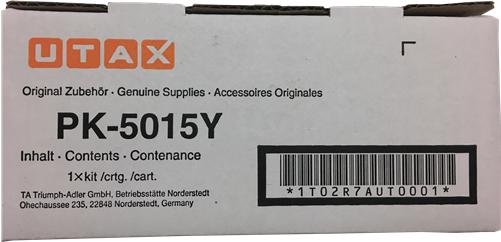 UTAX
Original Zubehör · Genuine Supplies · Accessoires Originales
PK-5015Y
Inhalt · Contents · Contenance
1×kit /crtg. /cart.
TA Triumph-Adler GmbH, Betriebsstätte Norderstedt
Ohechaussee 235, 22848 Norderstedt, Germany
*1T02R7AUT0001*